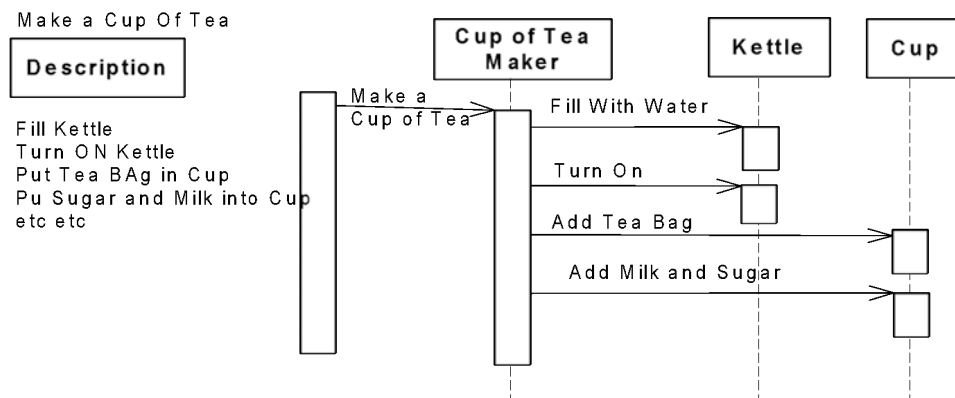 Make a Cup Of Tea
Description
Fill Kettle
Turn ON Kettle
Put Tea BAg in Cup
Pu Sugar and Milk into Cup
etc etc
Cup of Tea
Maker
Kettle
Cup
Make a
Cup of Tea
Fill With Water
Turn On
Add Tea Bag
Add Milk and Sugar